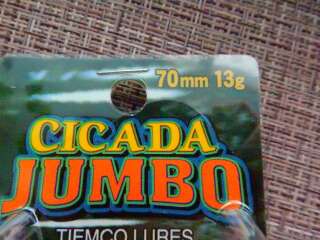 70mm 13g
CICADA
JUMBO
TIEMCO LURES